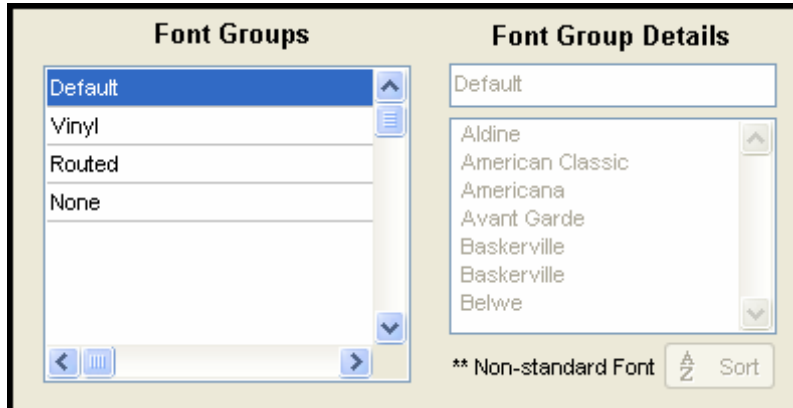 Font Groups
Default
Vinyl
Routed
None
Font Group Details
Default
Aldine
American Classic
Americana
Avant Garde
Baskerville
Baskerville
Belwe
** Non-standard Font
A
Z
Sort